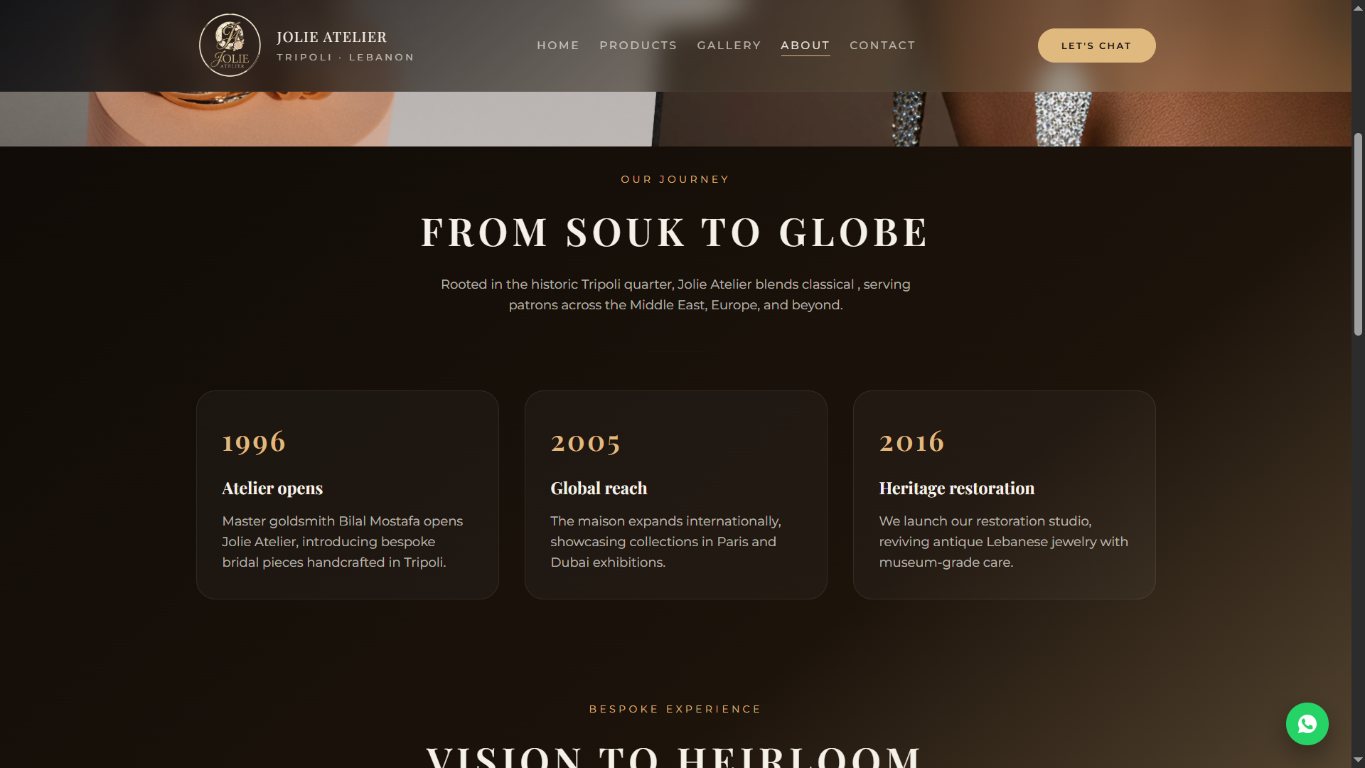 JOLIE
ATELIER
JOLIE ATELIER
TRIPOLI · LEBANON
HOME PRODUCTS GALLERY ABOUT CONTACT
LET'S CHAT
OUR JOURNEY
FROM SOUK TO GLOBE
Rooted in the historic Tripoli quarter, Jolie Atelier blends classical , serving
patrons across the Middle East, Europe, and beyond.
1996
Atelier opens
Master goldsmith Bilal Mostafa opens
Jolie Atelier, introducing bespoke
bridal pieces handcrafted in Tripoli.
2005
Global reach
The maison expands internationally,
showcasing collections in Paris and
Dubai exhibitions.
2016
Heritage restoration
We launch our restoration studio,
reviving antique Lebanese jewelry with
museum-grade care.
BESPOKE EXPERIENCE
VISION TO HEIRLOOM